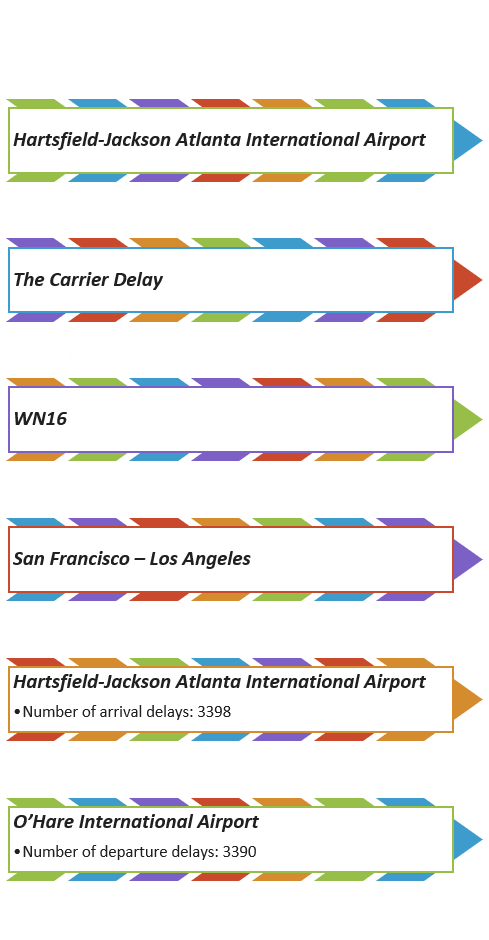 Hartsfield-Jackson Atlanta International Airport
The Carrier Delay
WN16
San Francisco – Los Angeles
Hartsfield-Jackson Atlanta International Airport
•Number of arrival delays: 3398
O’Hare International Airport
•Number of departure delays: 3390